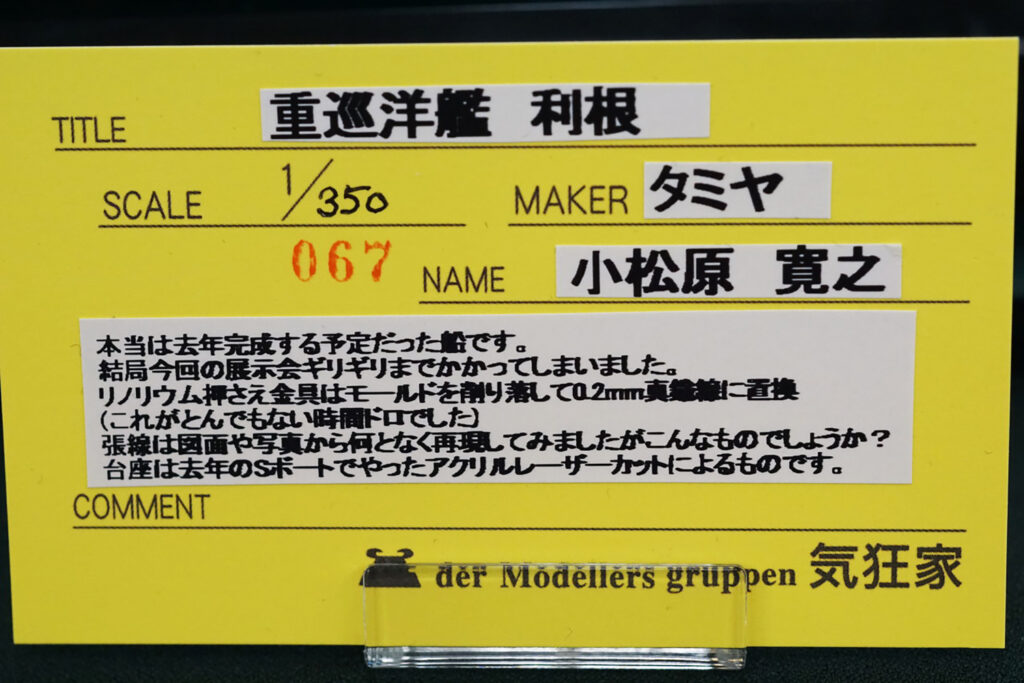 TITLE 重巡洋艦 利根
SCALE 1/350 MAKER タミヤ
067 NAME 小松原 寛之
本当は去年完成する予定だった船です。
結局今回の展示会ギリギリまでかかってしまいました。
リノリウム押さえ金具はモールドを削り落して0.2mm真鍮線に置換
(これがとんでもない時間ドロでした)
張線は図面や写真から何となく再現してみましたがこんなものでしょうか?
台座は去年のSボートでやったアクリルレーザーカットによるものです。
COMMENT
der Modellers gruppen 気狂家